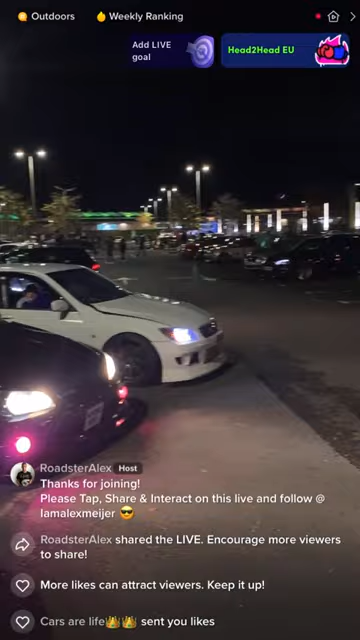 Outdoors
Weekly Ranking
Add LIVE
goal
Head2Head EU
RoadsterAlex Host
Thanks for joining!
Please Tap, Share & Interact on this live and follow @
Iamalexmeijer 😎
RoadsterAlex shared the LIVE. Encourage more viewers
to share!
More likes can attract viewers. Keep it up!
Cars are life👑👑 sent you likes